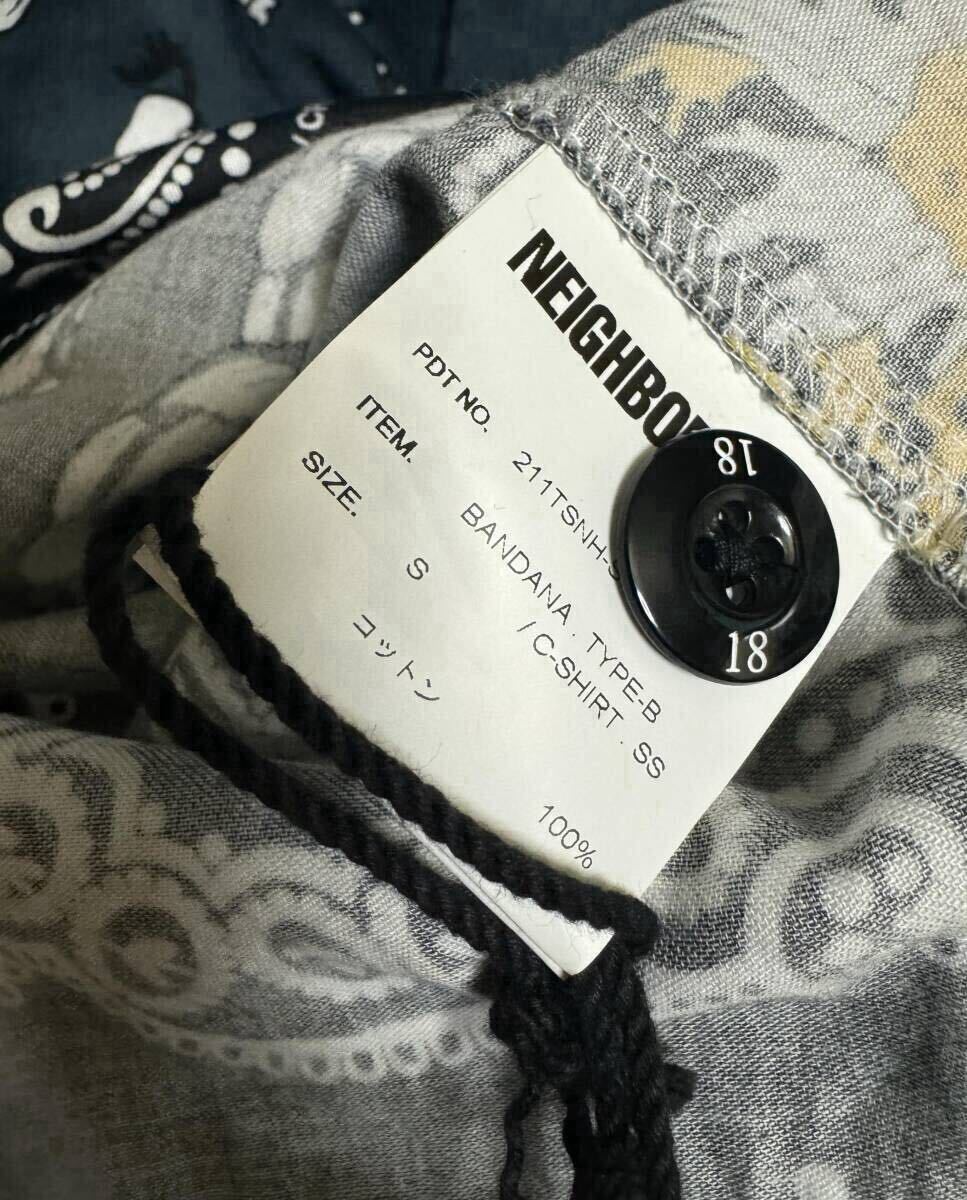 NEIGHBO
PDT NO. 211TSNH-S
ITEM. BANDANA . TYPE-B
/ C-SHIRT . SS
SIZE. S
コットン 100%
18
18